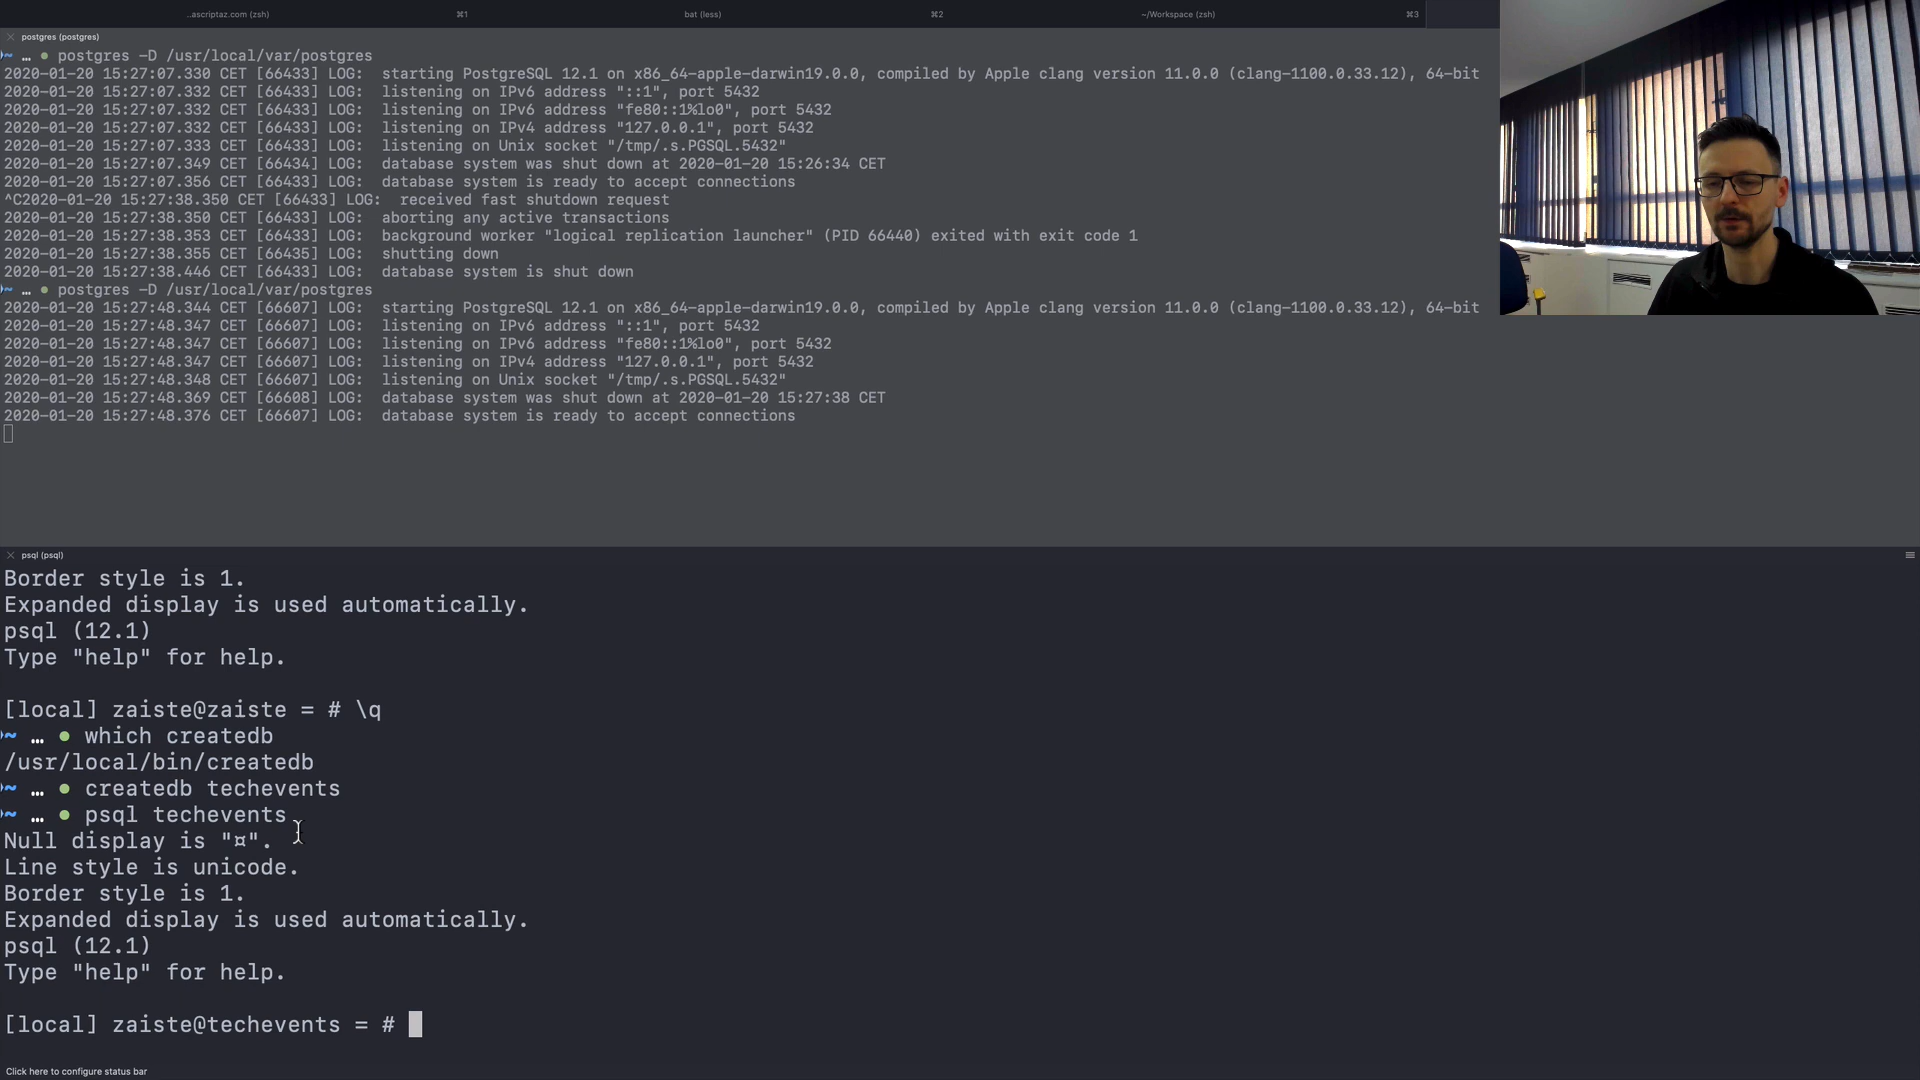 ..ascriptaz.com (zsh) ⌘1 bat (less) ⌘2 ~/Workspace (zsh) ⌘3
postgres (postgres)
~ … ● postgres -D /usr/local/var/postgres
2020-01-20 15:27:07.330 CET [66433] LOG:  starting PostgreSQL 12.1 on x86_64-apple-darwin19.0.0, compiled by Apple clang version 11.0.0 (clang-1100.0.33.12), 64-bit
2020-01-20 15:27:07.332 CET [66433] LOG:  listening on IPv6 address "::1", port 5432
2020-01-20 15:27:07.332 CET [66433] LOG:  listening on IPv6 address "fe80::1%lo0", port 5432
2020-01-20 15:27:07.332 CET [66433] LOG:  listening on IPv4 address "127.0.0.1", port 5432
2020-01-20 15:27:07.333 CET [66433] LOG:  listening on Unix socket "/tmp/.s.PGSQL.5432"
2020-01-20 15:27:07.349 CET [66434] LOG:  database system was shut down at 2020-01-20 15:26:34 CET
2020-01-20 15:27:07.356 CET [66433] LOG:  database system is ready to accept connections
^C2020-01-20 15:27:38.350 CET [66433] LOG:  received fast shutdown request
2020-01-20 15:27:38.350 CET [66433] LOG:  aborting any active transactions
2020-01-20 15:27:38.353 CET [66433] LOG:  background worker "logical replication launcher" (PID 66440) exited with exit code 1
2020-01-20 15:27:38.355 CET [66435] LOG:  shutting down
2020-01-20 15:27:38.446 CET [66433] LOG:  database system is shut down
~ … ● postgres -D /usr/local/var/postgres
2020-01-20 15:27:48.344 CET [66607] LOG:  starting PostgreSQL 12.1 on x86_64-apple-darwin19.0.0, compiled by Apple clang version 11.0.0 (clang-1100.0.33.12), 64-bit
2020-01-20 15:27:48.347 CET [66607] LOG:  listening on IPv6 address "::1", port 5432
2020-01-20 15:27:48.347 CET [66607] LOG:  listening on IPv6 address "fe80::1%lo0", port 5432
2020-01-20 15:27:48.347 CET [66607] LOG:  listening on IPv4 address "127.0.0.1", port 5432
2020-01-20 15:27:48.348 CET [66607] LOG:  listening on Unix socket "/tmp/.s.PGSQL.5432"
2020-01-20 15:27:48.369 CET [66608] LOG:  database system was shut down at 2020-01-20 15:27:38 CET
2020-01-20 15:27:48.376 CET [66607] LOG:  database system is ready to accept connections
psql (psql)
Border style is 1.
Expanded display is used automatically.
psql (12.1)
Type "help" for help.
[local] zaiste@zaiste = # \q
~ … ● which createdb
/usr/local/bin/createdb
~ … ● createdb techevents
~ … ● psql techevents
Null display is "¤".
Line style is unicode.
Border style is 1.
Expanded display is used automatically.
psql (12.1)
Type "help" for help.
[local] zaiste@techevents = #
Click here to configure status bar